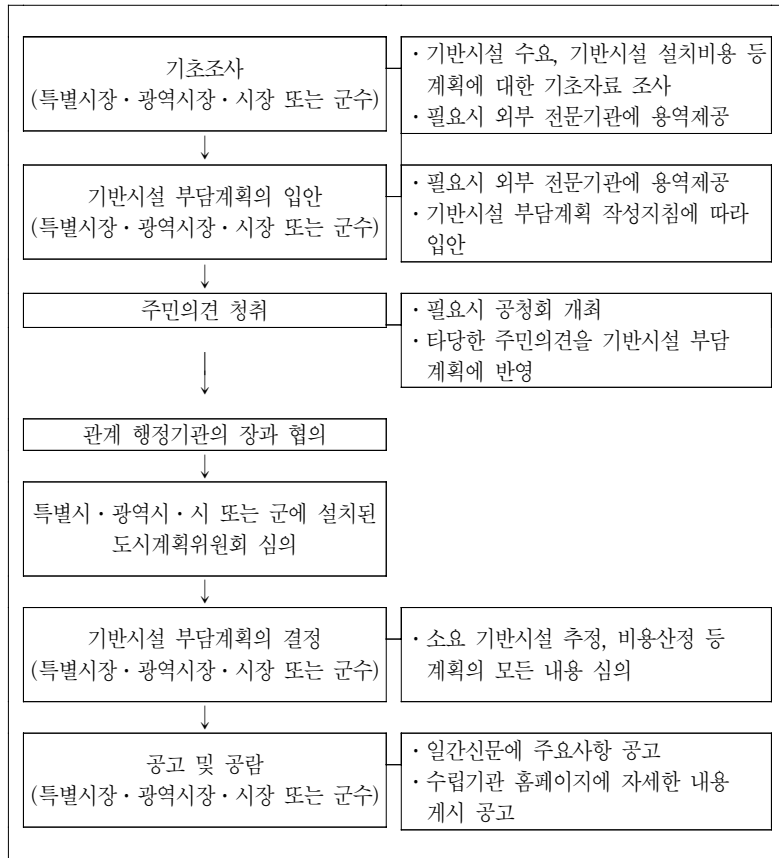 기초조사
(특별시장・광역시장・시장 또는 군수)
・기반시설 수요, 기반시설 설치비용 등
계획에 대한 기초자료 조사
・필요시 외부 전문기관에 용역제공
↓
기반시설 부담계획의 입안
(특별시장・광역시장・시장 또는 군수)
・필요시 외부 전문기관에 용역제공
・기반시설 부담계획 작성지침에 따라
입안
↓
주민의견 청취
・필요시 공청회 개최
・타당한 주민의견을 기반시설 부담
계획에 반영
↓
관계 행정기관의 장과 협의
↓
특별시・광역시・시 또는 군에 설치된
도시계획위원회 심의
↓
기반시설 부담계획의 결정
(특별시장・광역시장・시장 또는 군수)
・소요 기반시설 추정, 비용산정 등
계획의 모든 내용 심의
↓
공고 및 공람
(특별시장・광역시장・시장 또는 군수)
・일간신문에 주요사항 공고
・수립기관 홈페이지에 자세한 내용
게시 공고